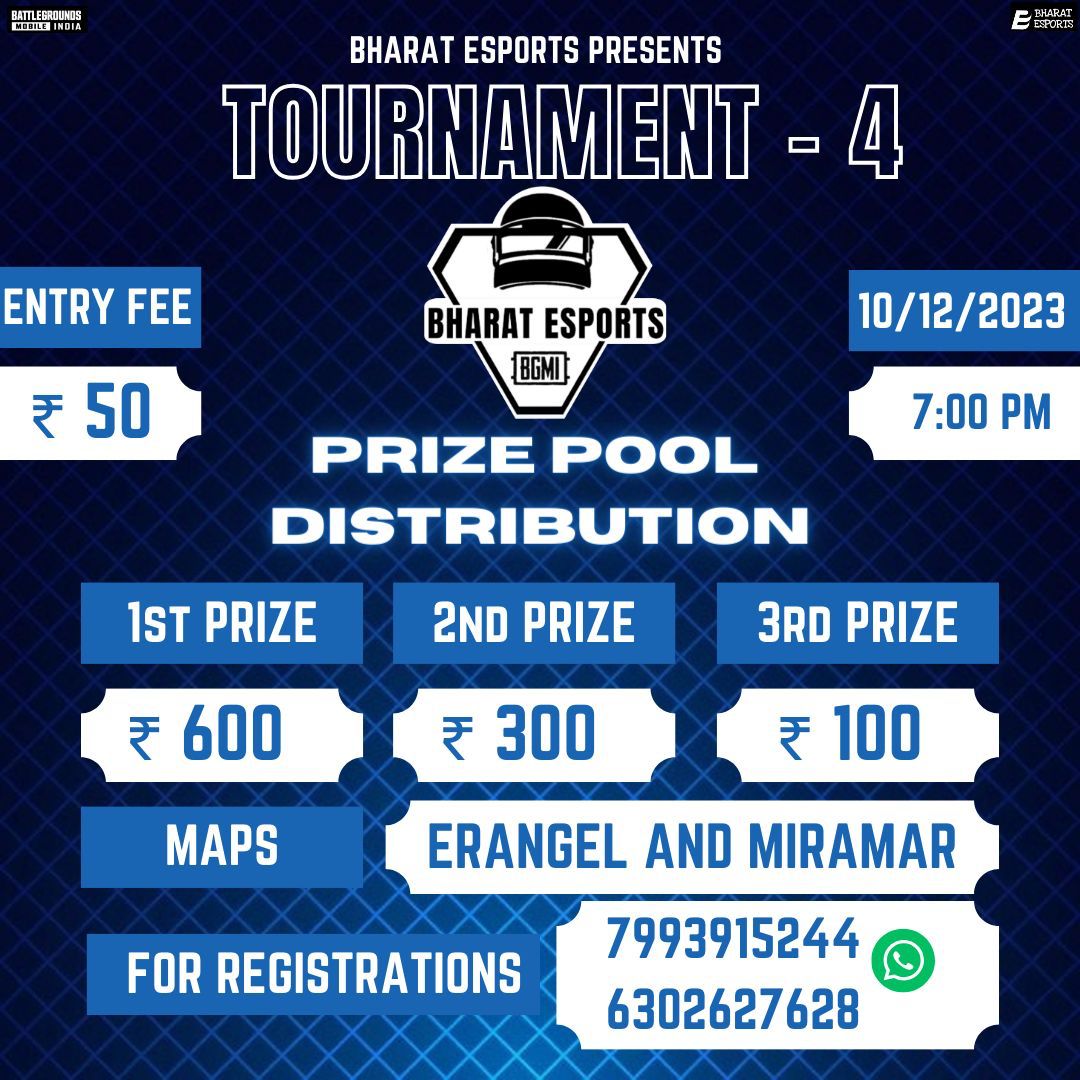 BATTLEGROUNDS
MOBILE INDIA
BHARAT
ESPORTS
BHARAT ESPORTS PRESENTS
TOURNAMENT - 4
BHARAT ESPORTS
BGMI
ENTRY FEE
₹ 50
10/12/2023
7:00 PM
PRIZE POOL
DISTRIBUTION
1ST PRIZE
2ND PRIZE
3RD PRIZE
₹ 600
₹ 300
₹ 100
MAPS
ERANGEL AND MIRAMAR
FOR REGISTRATIONS
7993915244
6302627628